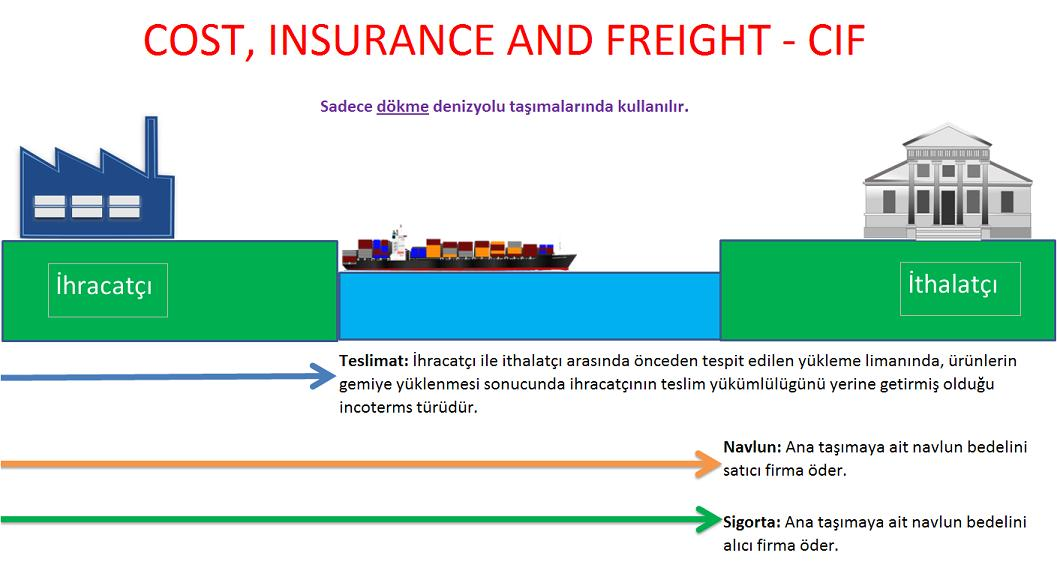 COST, INSURANCE AND FREIGHT - CIF
Sadece dökme denizyolu taşımalarında kullanılır.
İhracatçı
İthalatçı
Teslimat: İhracatçı ile ithalatçı arasında önceden tespit edilen yükleme limanında, ürünlerin
gemiye yüklenmesi sonucunda ihracatçının teslim yükümlülügünü yerine getirmiş olduğu
incoterms türüdür.
Navlun: Ana taşımaya ait navlun bedelini
satıcı firma öder.
Sigorta: Ana taşımaya ait navlun bedelini
alıcı firma öder.